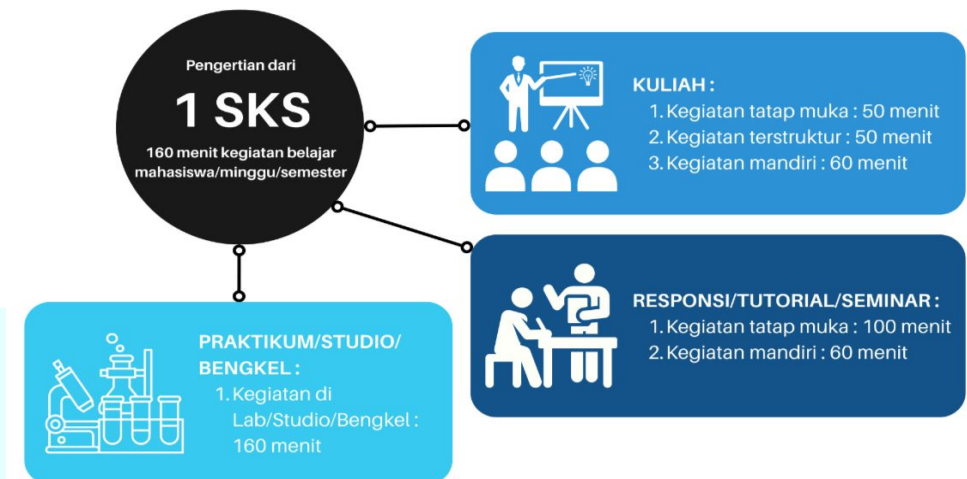 Pengertian dari
1 SKS
160 menit kegiatan belajar
mahasiswa/minggu/semester
KULIAH :
1. Kegiatan tatap muka : 50 menit
2. Kegiatan terstruktur : 50 menit
3. Kegiatan mandiri : 60 menit
RESPONSI/TUTORIAL/SEMINAR :
1. Kegiatan tatap muka : 100 menit
2. Kegiatan mandiri : 60 menit
PRAKTIKUM/STUDIO/
BENGKEL :
1. Kegiatan di
Lab/Studio/Bengkel :
160 menit